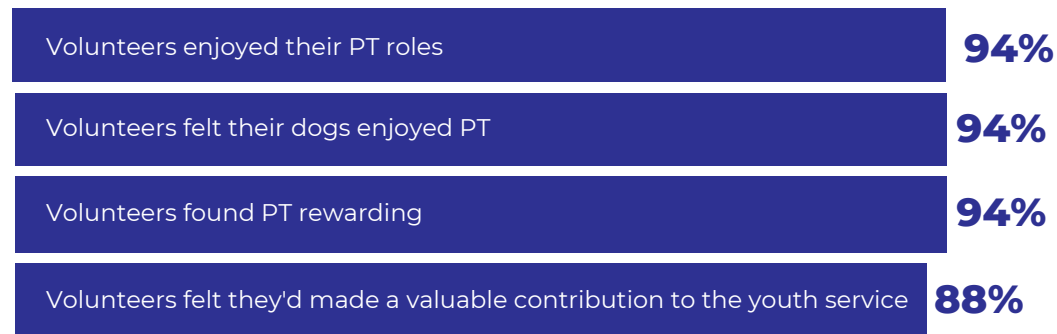 Volunteers enjoyed their PT roles 94%
Volunteers felt their dogs enjoyed PT 94%
Volunteers found PT rewarding 94%
Volunteers felt they'd made a valuable contribution to the youth service 88%